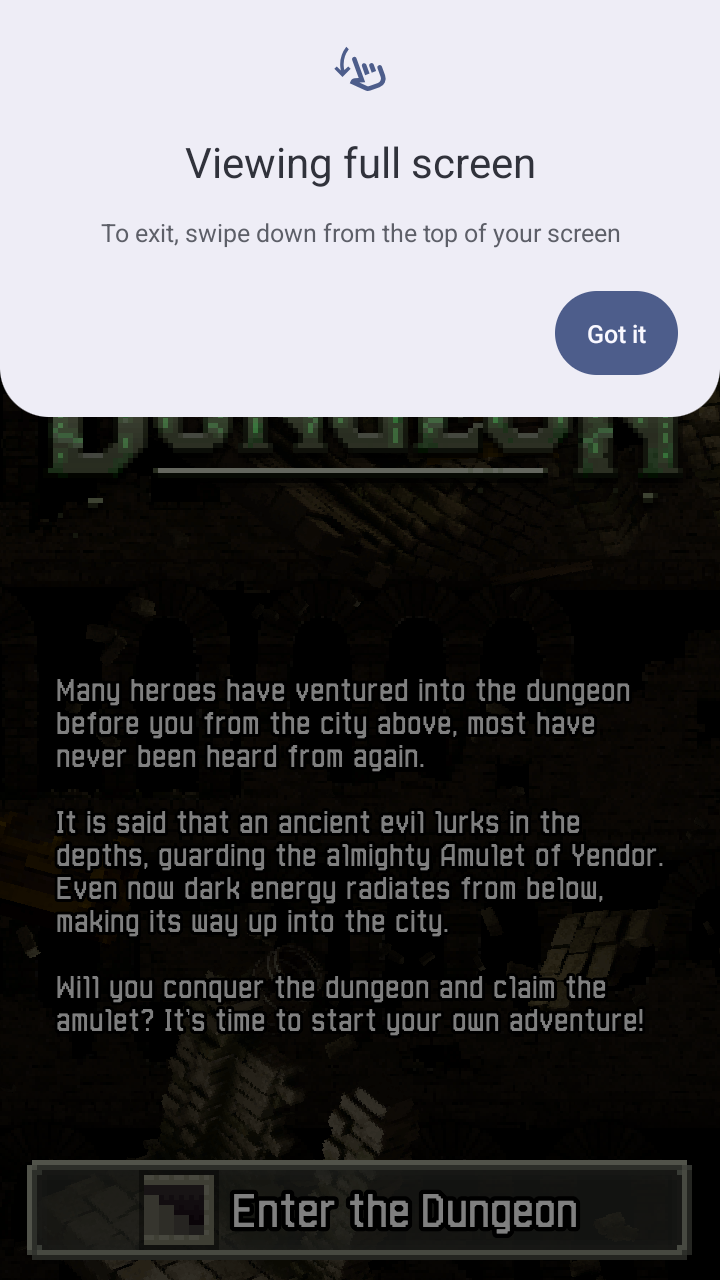 Viewing full screen
To exit, swipe down from the top of your screen
Got it
Dungeon
Many heroes have ventured into the dungeon
before you from the city above, most have
never been heard from again.
It is said that an ancient evil lurks in the
depths, guarding the almighty Amulet of Yendor.
Even now dark energy radiates from below,
making its way up into the city.
Will you conquer the dungeon and claim the
amulet? It's time to start your own adventure!
Enter the Dungeon